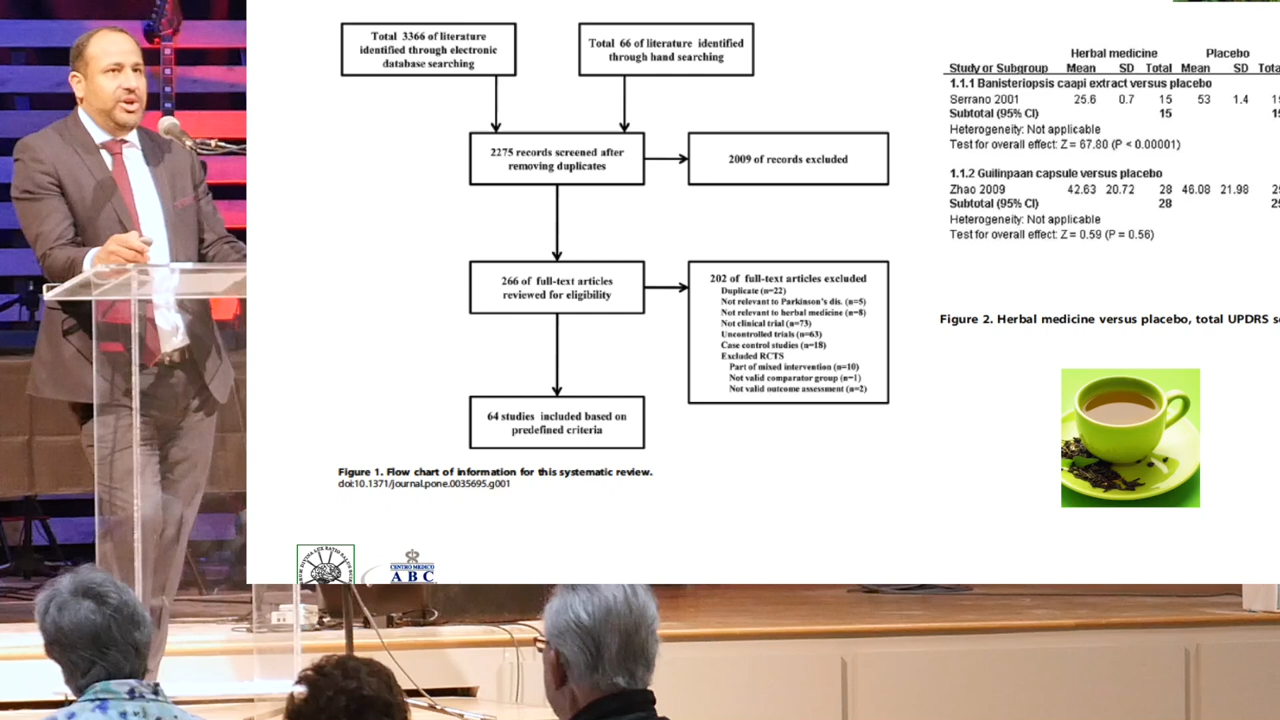 Total 3366 of literature
identified through electronic
database searching
Total 66 of literature identified
through hand searching
2275 records screened after
removing duplicates
2009 of records excluded
266 of full-text articles
reviewed for eligibility
202 of full-text articles excluded
Duplicate (n=22)
Not relevant to Parkinson's dis. (n=5)
Not relevant to herbal medicine (n=8)
Not clinical trial (n=73)
Uncontrolled trials (n=63)
Case control studies (n=18)
Excluded RCTS
Part of mixed intervention (n=10)
Not valid comparator group (n=1)
Not valid outcome assessment (n=2)
64 studies included based on
predefined criteria
Figure 1. Flow chart of information for this systematic review.
doi:10.1371/journal.pone.0035695.g001
Herbal medicine Placebo
Study or Subgroup Mean SD Total Mean SD
1.1.1 Banisteriopsis caapi extract versus placebo
Serrano 2001 25.6 0.7 15 53 1.4
Subtotal (95% CI) 15
Heterogeneity: Not applicable
Test for overall effect: Z = 67.80 (P < 0.00001)
1.1.2 Guilinpaan capsule versus placebo
Zhao 2009 42.63 20.72 28 46.08 21.98
Subtotal (95% CI) 28
Heterogeneity: Not applicable
Test for overall effect: Z = 0.59 (P = 0.56)
Figure 2. Herbal medicine versus placebo, total UPDRS
CENTRO MEDICO
ABC